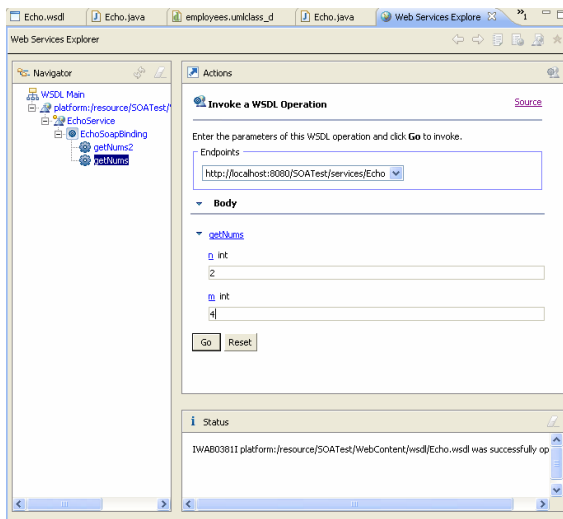 Echo.wsdl
Echo.java
employees.umlclass_d
Echo.java
Web Services Explore
1
Web Services Explorer
Navigator
WSDL Main
platform:/resource/SOATest/
EchoService
EchoSoapBinding
getNums2
getNums
Actions
Invoke a WSDL Operation
Source
Enter the parameters of this WSDL operation and click Go to invoke.
Endpoints
http://localhost:8080/SOATest/services/Echo
Body
getNums
n int
2
m int
4
Go Reset
i Status
IWAB0381I platform:/resource/SOATest/WebContent/wsdl/Echo.wsdl was successfully op